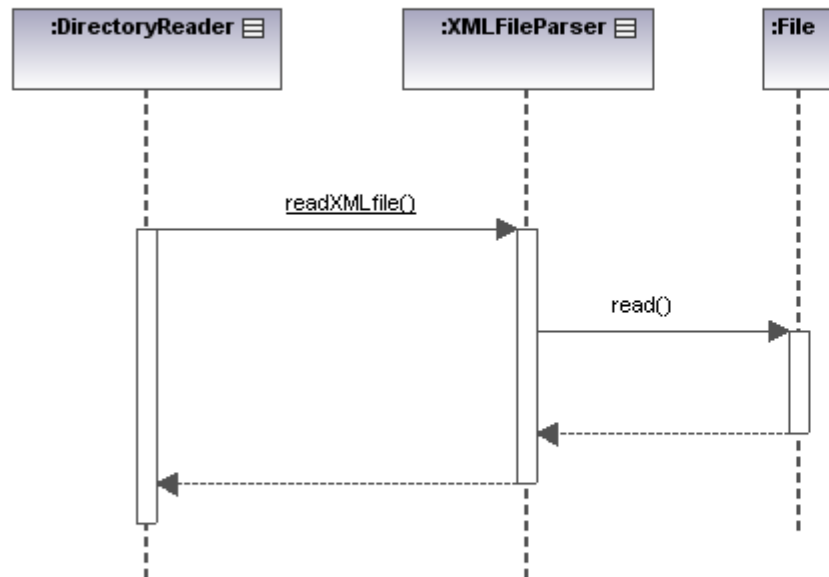 :DirectoryReader
:XMLFileParser
:File
readXMLfile()
read()